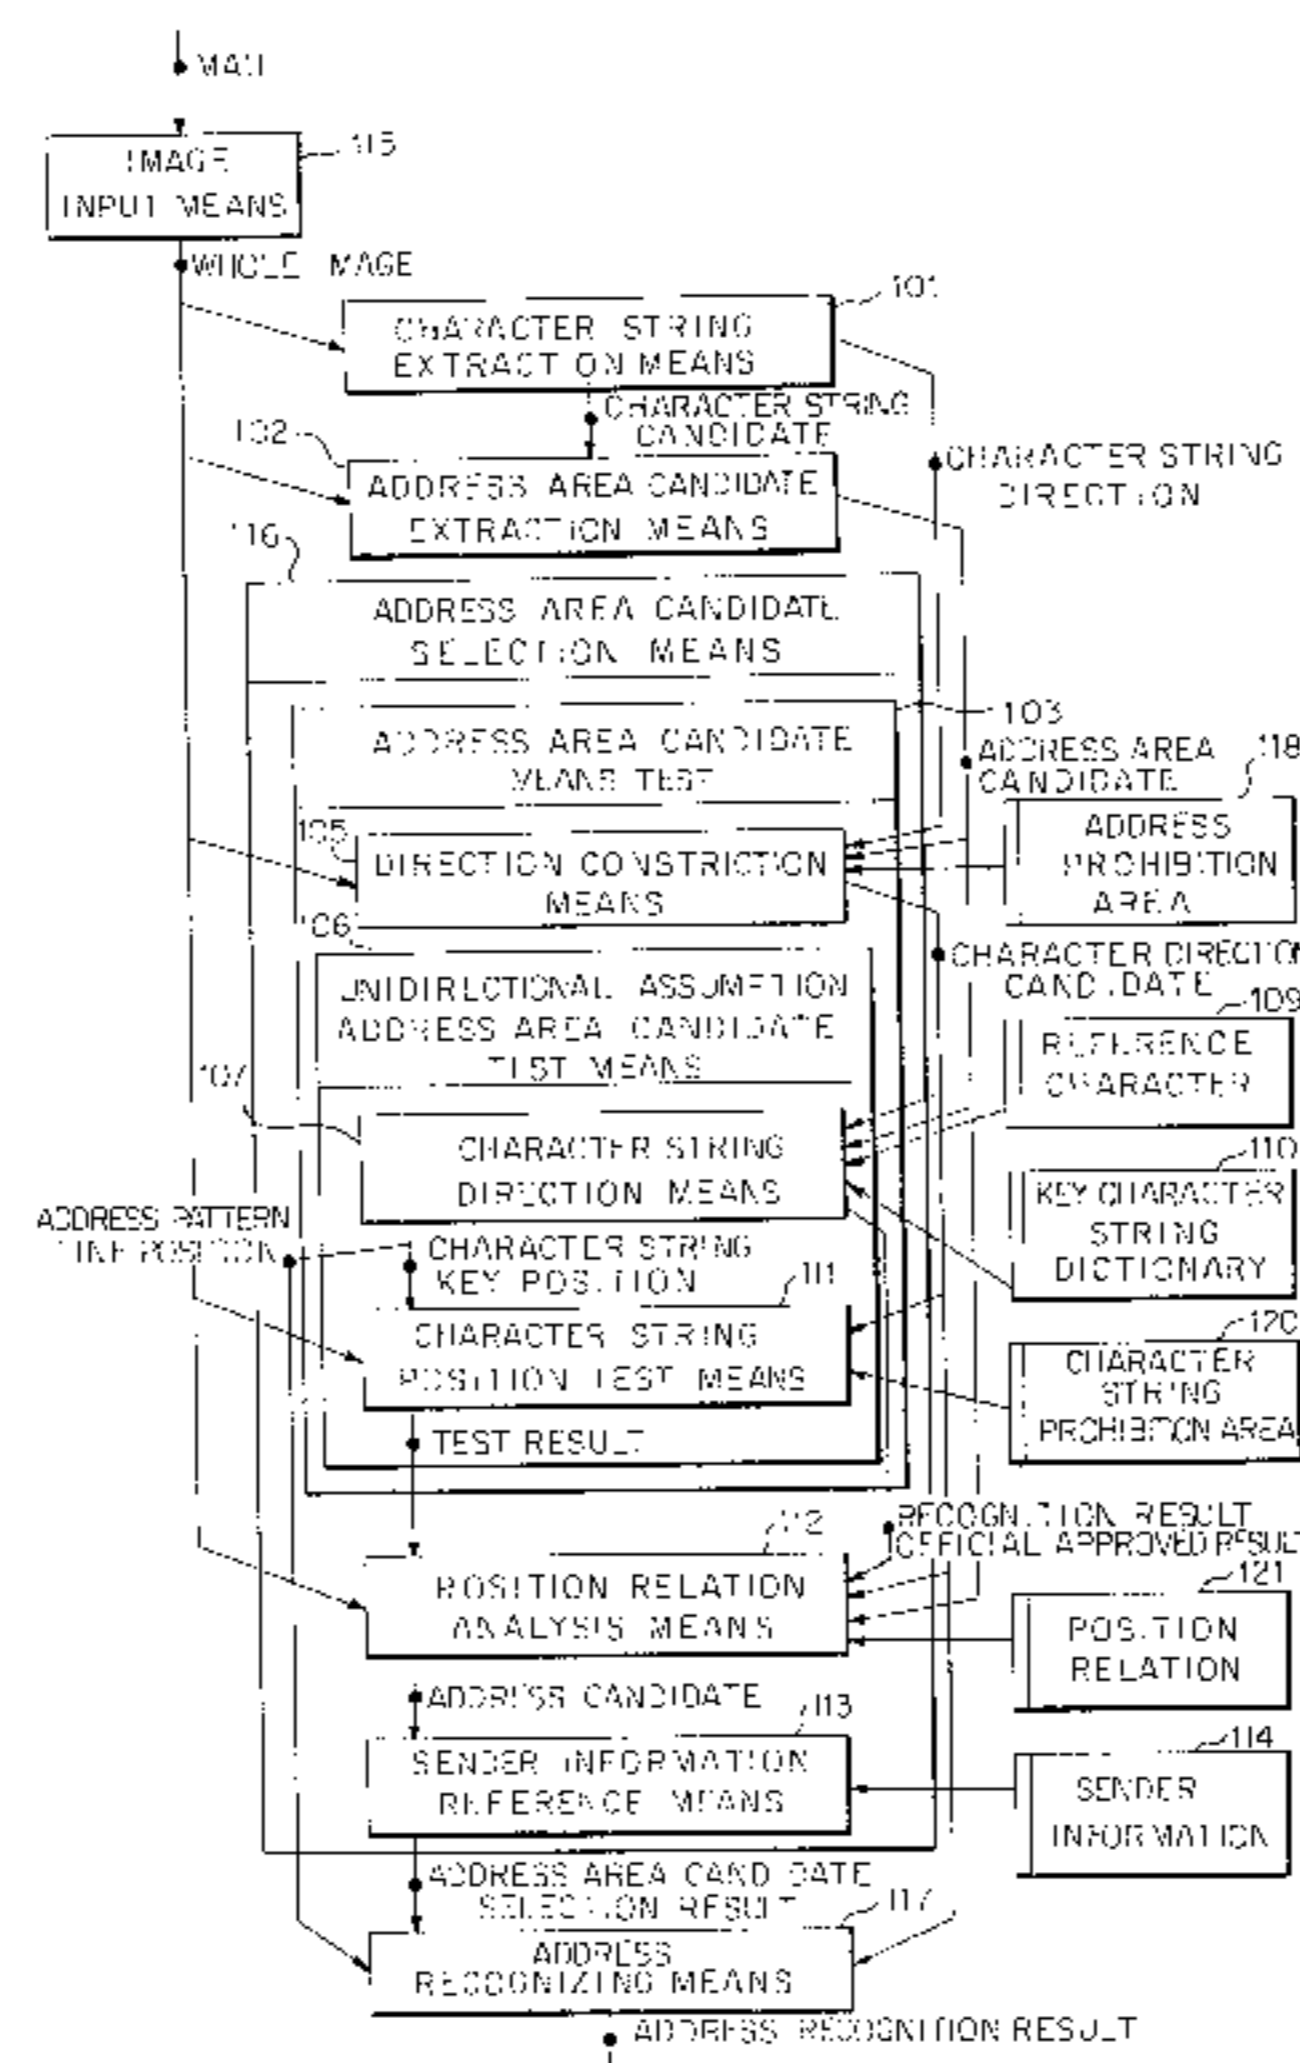 MAIL
IMAGE
INPUT MEANS
115
WHOLE IMAGE
101
CHARACTER STRING
EXTRACTION MEANS
CHARACTER STRING
CANDIDATE
102
CHARACTER STRING
DIRECTION
ADDRESS AREA CANDIDATE
EXTRACTION MEANS
116
ADDRESS AREA CANDIDATE
SELECTION MEANS
103
ADDRESS AREA CANDIDATE
MEANS TEST
ADDRESS AREA
CANDIDATE
118
105
DIRECTION CONSTRICTION
MEANS
ADDRESS
PROHIBITION
AREA
106
CHARACTER DIRECTION
CANDIDATE
UNIDIRECTIONAL ASSUMETION
ADDRESS AREA CANDIDATE
TEST MEANS
109
REFERENCE
CHARACTER
107
CHARACTER STRING
DIRECTION MEANS
110
KEY CHARACTER
STRING
DICTIONARY
ADDRESS PATTERN
LINE POSITION
CHARACTER STRING
KEY POSITION
111
CHARACTER STRING
POSITION TEST MEANS
120
CHARACTER
STRING
PROHIBITON AREA
TEST RESULT
RECOGNITION RESULT
OFFICIAL APPROVED RESULT
112
POSITION RELATION
ANALYSIS MEANS
121
POSITION
RELATION
ADDRESS CANDIDATE
113
SENDER INFORMATION
REFERENCE MEANS
114
SENDER
INFORMATION
ADDRESS AREA CANDIDATE
SELECTION RESULT
117
ADDRESS
RECOGNIZING MEANS
ADDRESS RECOGNITION RESULT